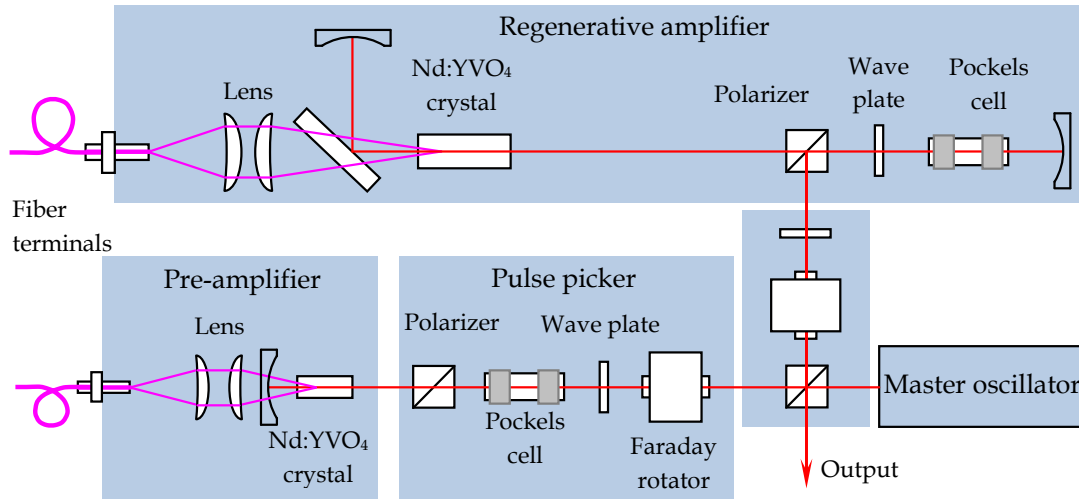 Regenerative amplifier
Nd:YVO₄
crystal
Lens
Polarizer
Wave
plate
Pockels
cell
Fiber
terminals
Pre-amplifier
Lens
Nd:YVO₄
crystal
Pulse picker
Polarizer
Wave plate
Pockels
cell
Faraday
rotator
Master oscillator
Output